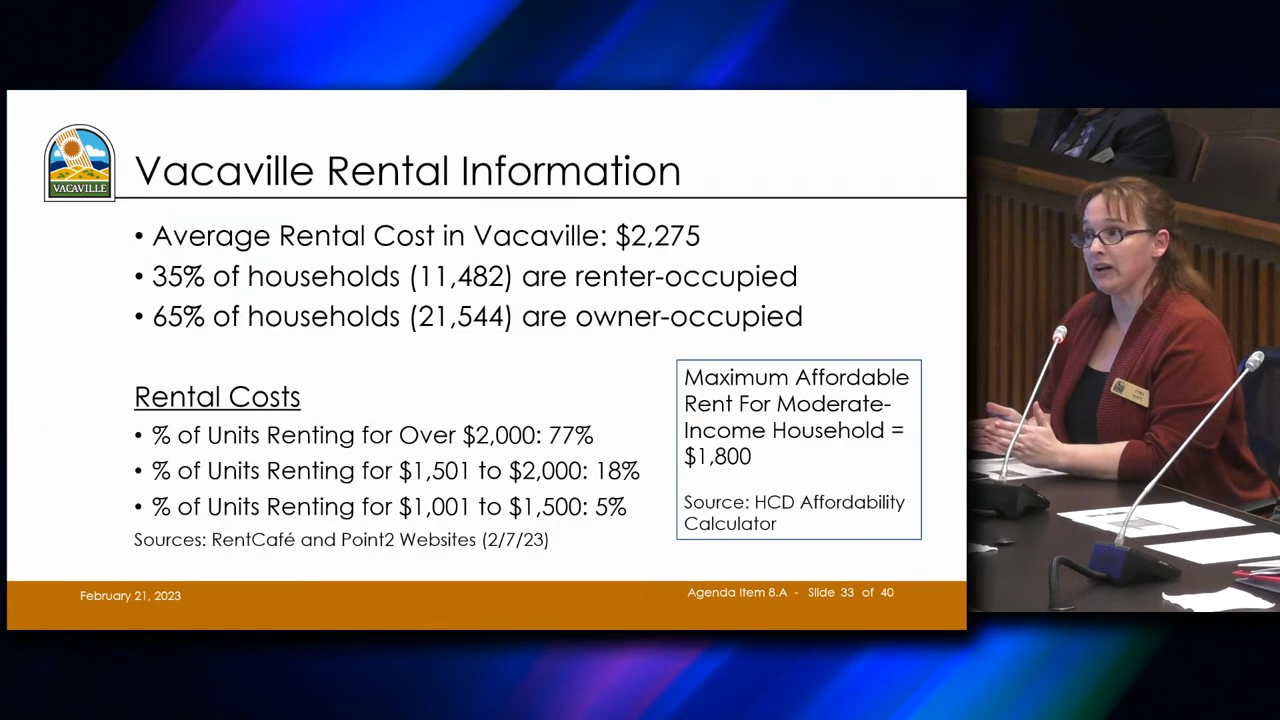 VACAVILLE
Vacaville Rental Information
• Average Rental Cost in Vacaville: $2,275
• 35% of households (11,482) are renter-occupied
• 65% of households (21,544) are owner-occupied
Rental Costs
• % of Units Renting for Over $2,000: 77%
• % of Units Renting for $1,501 to $2,000: 18%
• % of Units Renting for $1,001 to $1,500: 5%
Sources: RentCafé and Point2 Websites (2/7/23)
Maximum Affordable
Rent For Moderate-
Income Household =
$1,800
Source: HCD Affordability
Calculator
February 21, 2023
Agenda Item 8.A - Slide 33 of 40